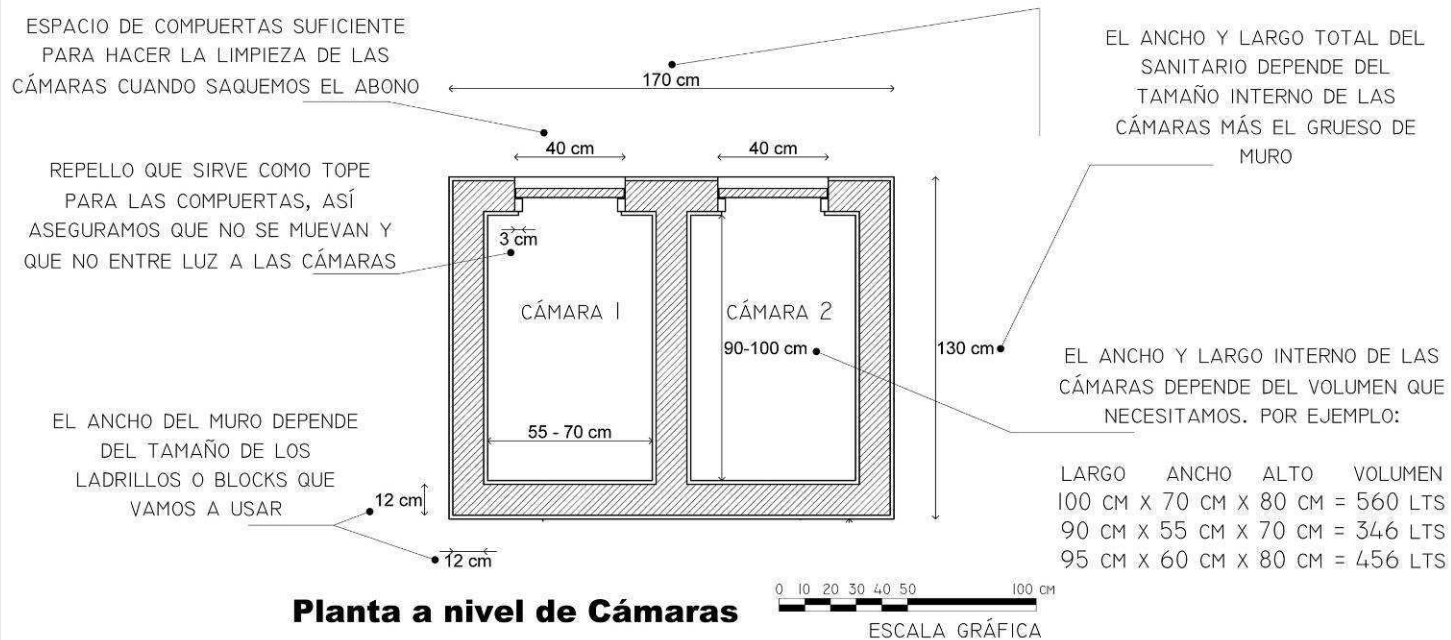 ESPACIO DE COMPUERTAS SUFICIENTE
PARA HACER LA LIMPIEZA DE LAS
CÁMARAS CUANDO SAQUEMOS EL ABONO
170 cm
EL ANCHO Y LARGO TOTAL DEL
SANITARIO DEPENDE DEL
TAMAÑO INTERNO DE LAS
CÁMARAS MÁS EL GRUESO DE
MURO
40 cm
40 cm
REPELLO QUE SIRVE COMO TOPE
PARA LAS COMPUERTAS, ASÍ
ASEGURAMOS QUE NO SE MUEVAN Y
QUE NO ENTRE LUZ A LAS CÁMARAS
3 cm
CÁMARA 1
CÁMARA 2
90-100 cm
130 cm
55 - 70 cm
EL ANCHO Y LARGO INTERNO DE LAS
CÁMARAS DEPENDE DEL VOLUMEN QUE
NECESITAMOS. POR EJEMPLO:
LARGO ANCHO ALTO VOLUMEN
100 CM X 70 CM X 80 CM = 560 LTS
90 CM X 55 CM X 70 CM = 346 LTS
95 CM X 60 CM X 80 CM = 456 LTS
EL ANCHO DEL MURO DEPENDE
DEL TAMAÑO DE LOS
LADRILLOS O BLOCKS QUE
VAMOS A USAR
12 cm
12 cm
Planta a nivel de Cámaras
0 10 20 30 40 50 100 CM
ESCALA GRÁFICA